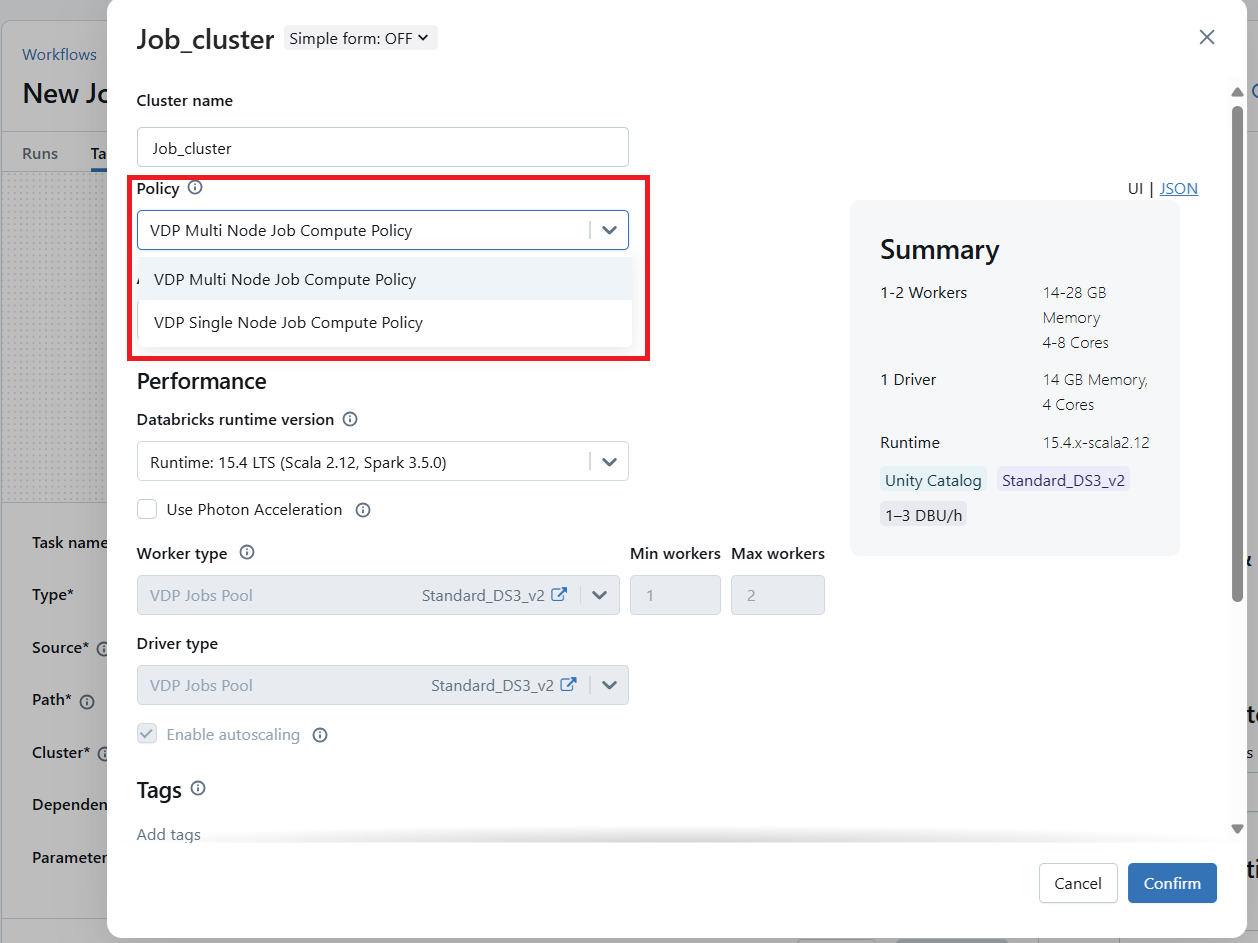 Workflows
New Jo
Runs
Ta
Task name
Type*
Source*
Path*
Cluster*
Dependen
Parameter
Job_cluster
Simple form: OFF
Cluster name
Job_cluster
Policy
VDP Multi Node Job Compute Policy
VDP Multi Node Job Compute Policy
VDP Single Node Job Compute Policy
Performance
Databricks runtime version
Runtime: 15.4 LTS (Scala 2.12, Spark 3.5.0)
Use Photon Acceleration
Worker type
Min workers
Max workers
VDP Jobs Pool
Standard_DS3_v2
1
2
Driver type
VDP Jobs Pool
Standard_DS3_v2
Enable autoscaling
Tags
Add tags
UI | JSON
Summary
1-2 Workers
14-28 GB
Memory
4-8 Cores
1 Driver
14 GB Memory,
4 Cores
Runtime
15.4.x-scala2.12
Unity Catalog
Standard_DS3_v2
1–3 DBU/h
Cancel
Confirm